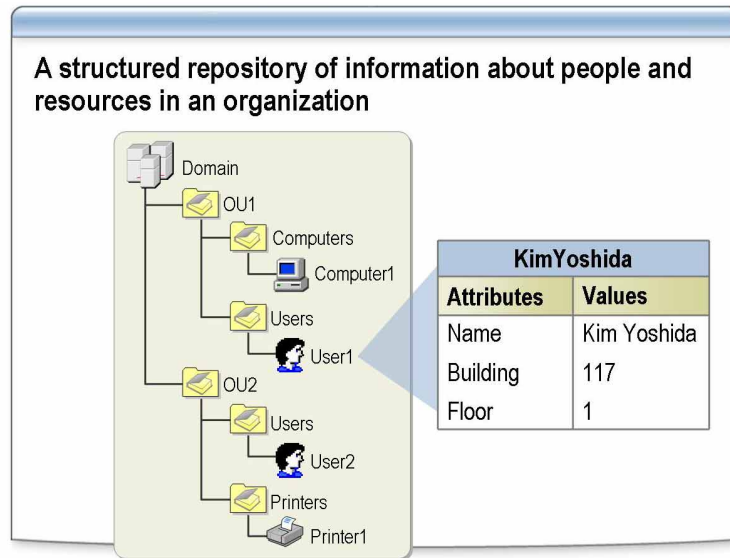 A structured repository of information about people and
resources in an organization
Domain
OU1
Computers
Computer1
Users
User1
OU2
Users
User2
Printers
Printer1
KimYoshida
Attributes Values
Name Kim Yoshida
Building 117
Floor 1